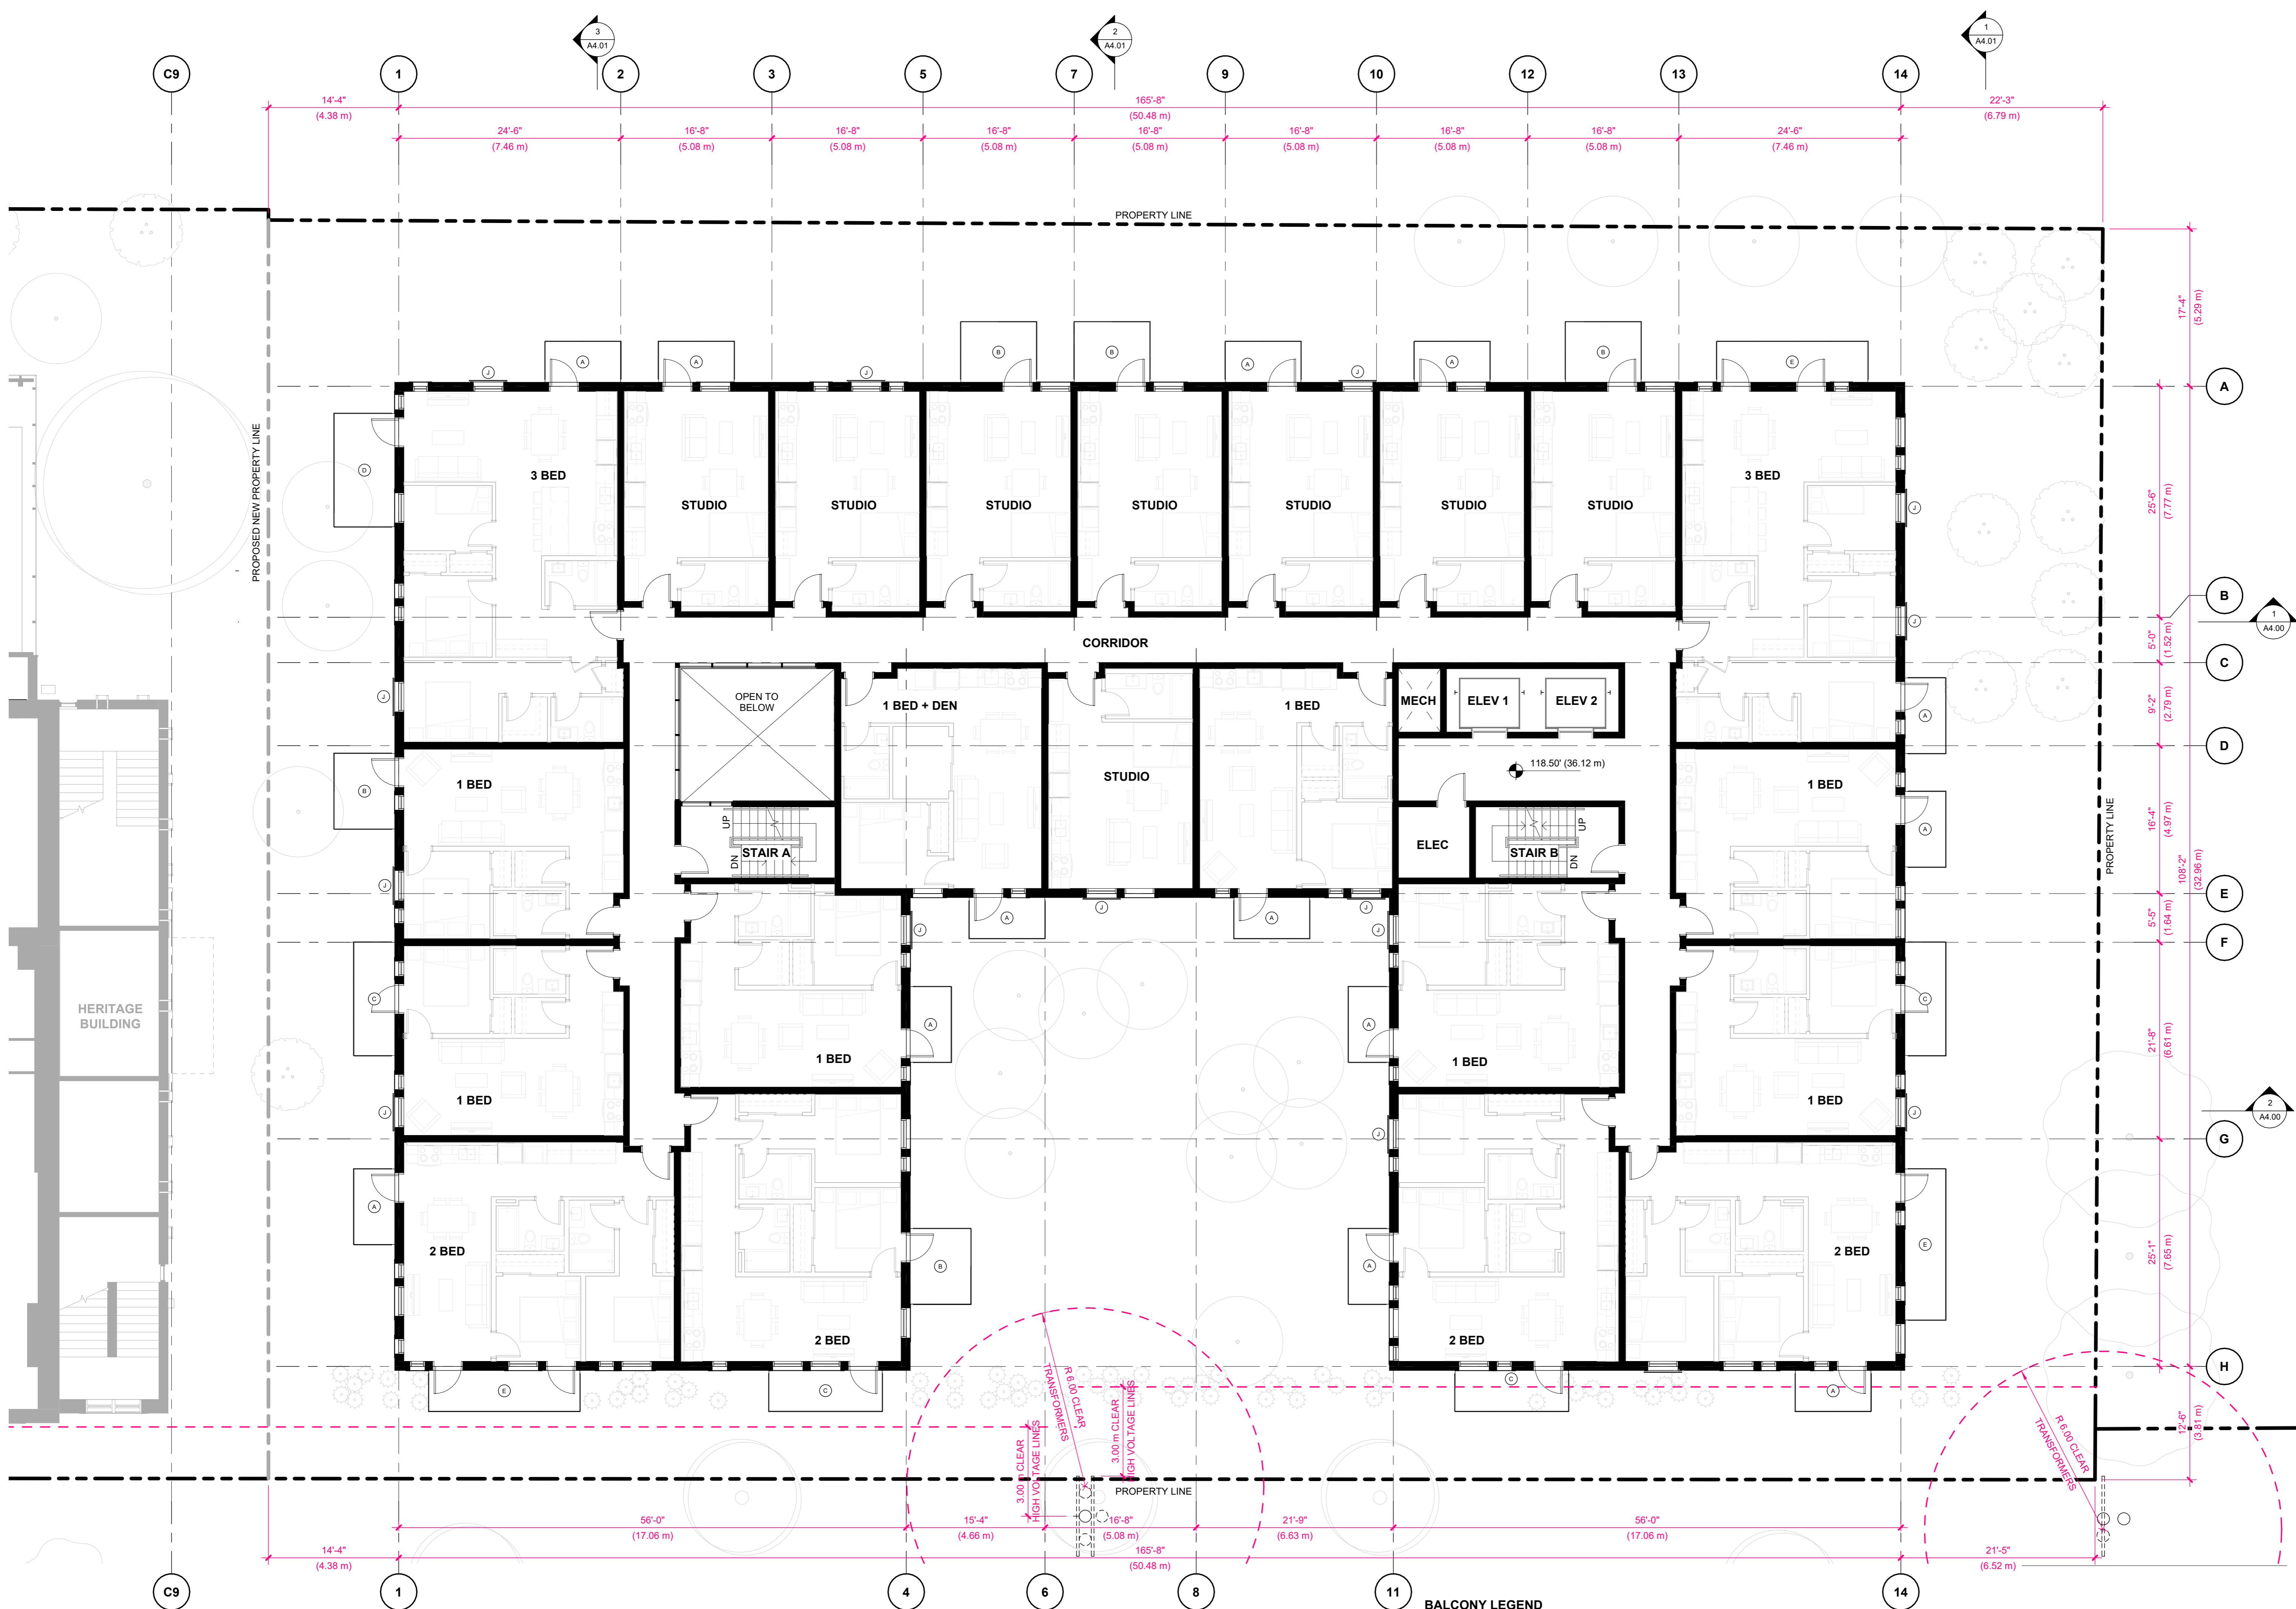 3
A4.01
2
A4.01
1
A4.01
C9
1
2
3
5
7
9
10
12
13
14
14'-4"
(4.38 m)
165'-8"
(50.48 m)
22'-3"
(6.79 m)
24'-6"
(7.46 m)
16'-8"
(5.08 m)
16'-8"
(5.08 m)
16'-8"
(5.08 m)
16'-8"
(5.08 m)
16'-8"
(5.08 m)
16'-8"
(5.08 m)
16'-8"
(5.08 m)
24'-6"
(7.46 m)
PROPERTY LINE
17'-4"
(5.29 m)
A
A
B
B
A
A
B
E
J
J
J
A
PROPOSED NEW PROPERTY LINE
D
3 BED
STUDIO
STUDIO
STUDIO
STUDIO
STUDIO
STUDIO
STUDIO
3 BED
J
25'-6"
(7.77 m)
B
1
A4.00
J
CORRIDOR
5'-0"
(1.52 m)
C
J
OPEN TO
BELOW
1 BED + DEN
1 BED
MECH
ELEV 1
ELEV 2
A
9'-2"
(2.79 m)
D
118.50' (36.12 m)
STUDIO
1 BED
1 BED
B
A
16'-4"
(4.97 m)
PROPERTY LINE
108'-2"
(32.96 m)
UP
DN
STAIR A
ELEC
STAIR B
UP
DN
J
E
A
J
A
J
J
J
5'-5"
(1.64 m)
F
HERITAGE
BUILDING
C
C
A
A
1 BED
1 BED
21'-8"
(6.61 m)
1 BED
1 BED
J
J
J
2
A4.00
G
A
2 BED
2 BED
B
A
E
25'-1"
(7.65 m)
2 BED
2 BED
H
E
C
C
A
R 6.00 CLEAR
TRANSFORMERS
3.00 m CLEAR
HIGH VOLTAGE LINES
3.00 m CLEAR
HIGH VOLTAGE LINES
R 6.00 CLEAR
TRANSFORMERS
12'-6"
(3.81 m)
PROPERTY LINE
56'-0"
(17.06 m)
15'-4"
(4.66 m)
16'-8"
(5.08 m)
21'-9"
(6.63 m)
56'-0"
(17.06 m)
14'-4"
(4.38 m)
165'-8"
(50.48 m)
21'-5"
(6.52 m)
C9
1
4
6
8
11
14
BALCONY LEGEND